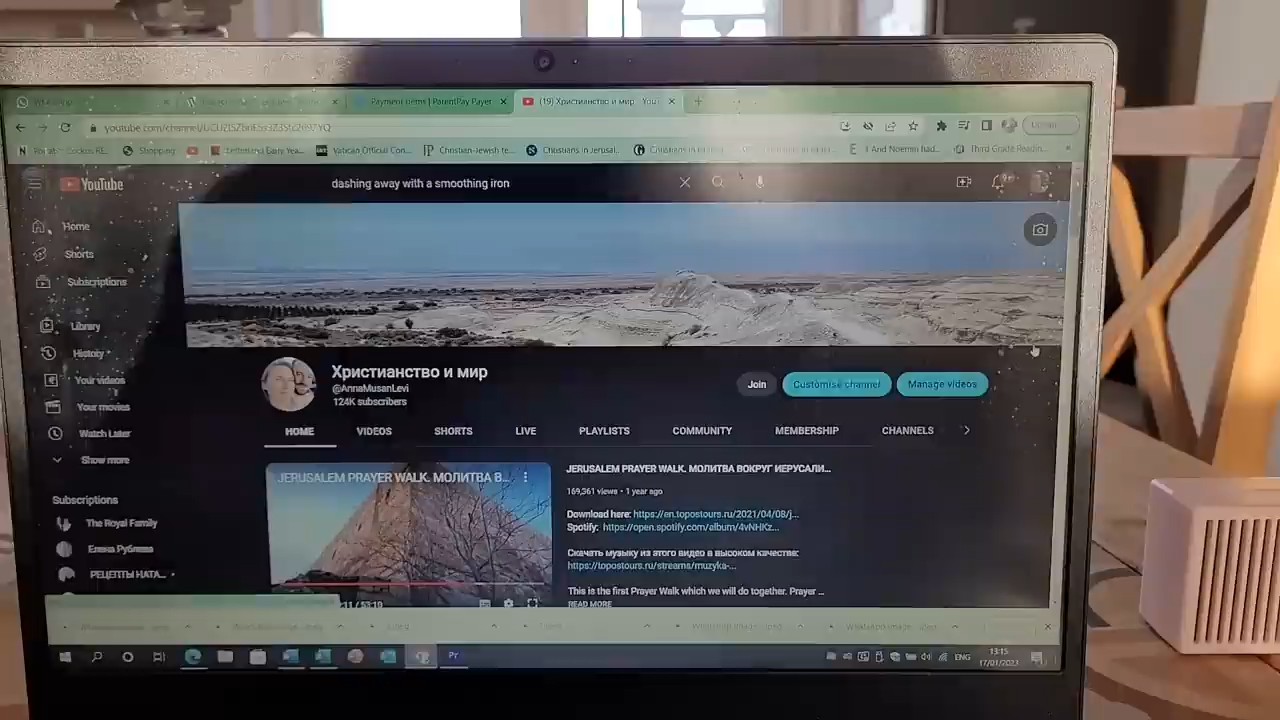 Payment items | ParentPay Payer
(19) Христианство и мир - You
Shopping
Vatican Official Con...
Christian-Jewish te...
Christians in Jerusal...
Third Grade Readin...
YouTube
dashing away with a smoothing iron
Home
Shorts
Subscriptions
Library
History
Your videos
Your movies
Watch Later
Show more
Subscriptions
The Royal Family
Елена Рублева
РЕЦЕПТЫ НАТА...
Христианство и мир
@AnnaMusanLevi
124K subscribers
Join
Customise channel
Manage videos
HOME
VIDEOS
SHORTS
LIVE
PLAYLISTS
COMMUNITY
MEMBERSHIP
CHANNELS
JERUSALEM PRAYER WALK. МОЛИТВА В...
JERUSALEM PRAYER WALK. МОЛИТВА ВОКРУГ ИЕРУСАЛИ...
169,361 views • 1 year ago
Download here: https://en.topostours.ru/2021/04/08/j...
Spotify: https://open.spotify.com/album/4vNHKz...
Скачать музыку из этого видео в высоком качестве:
https://topostours.ru/streams/muzyka-...
This is the first Prayer Walk which we will do together. Prayer ...
READ MORE
Pr
ENG
13:15
17/01/2023